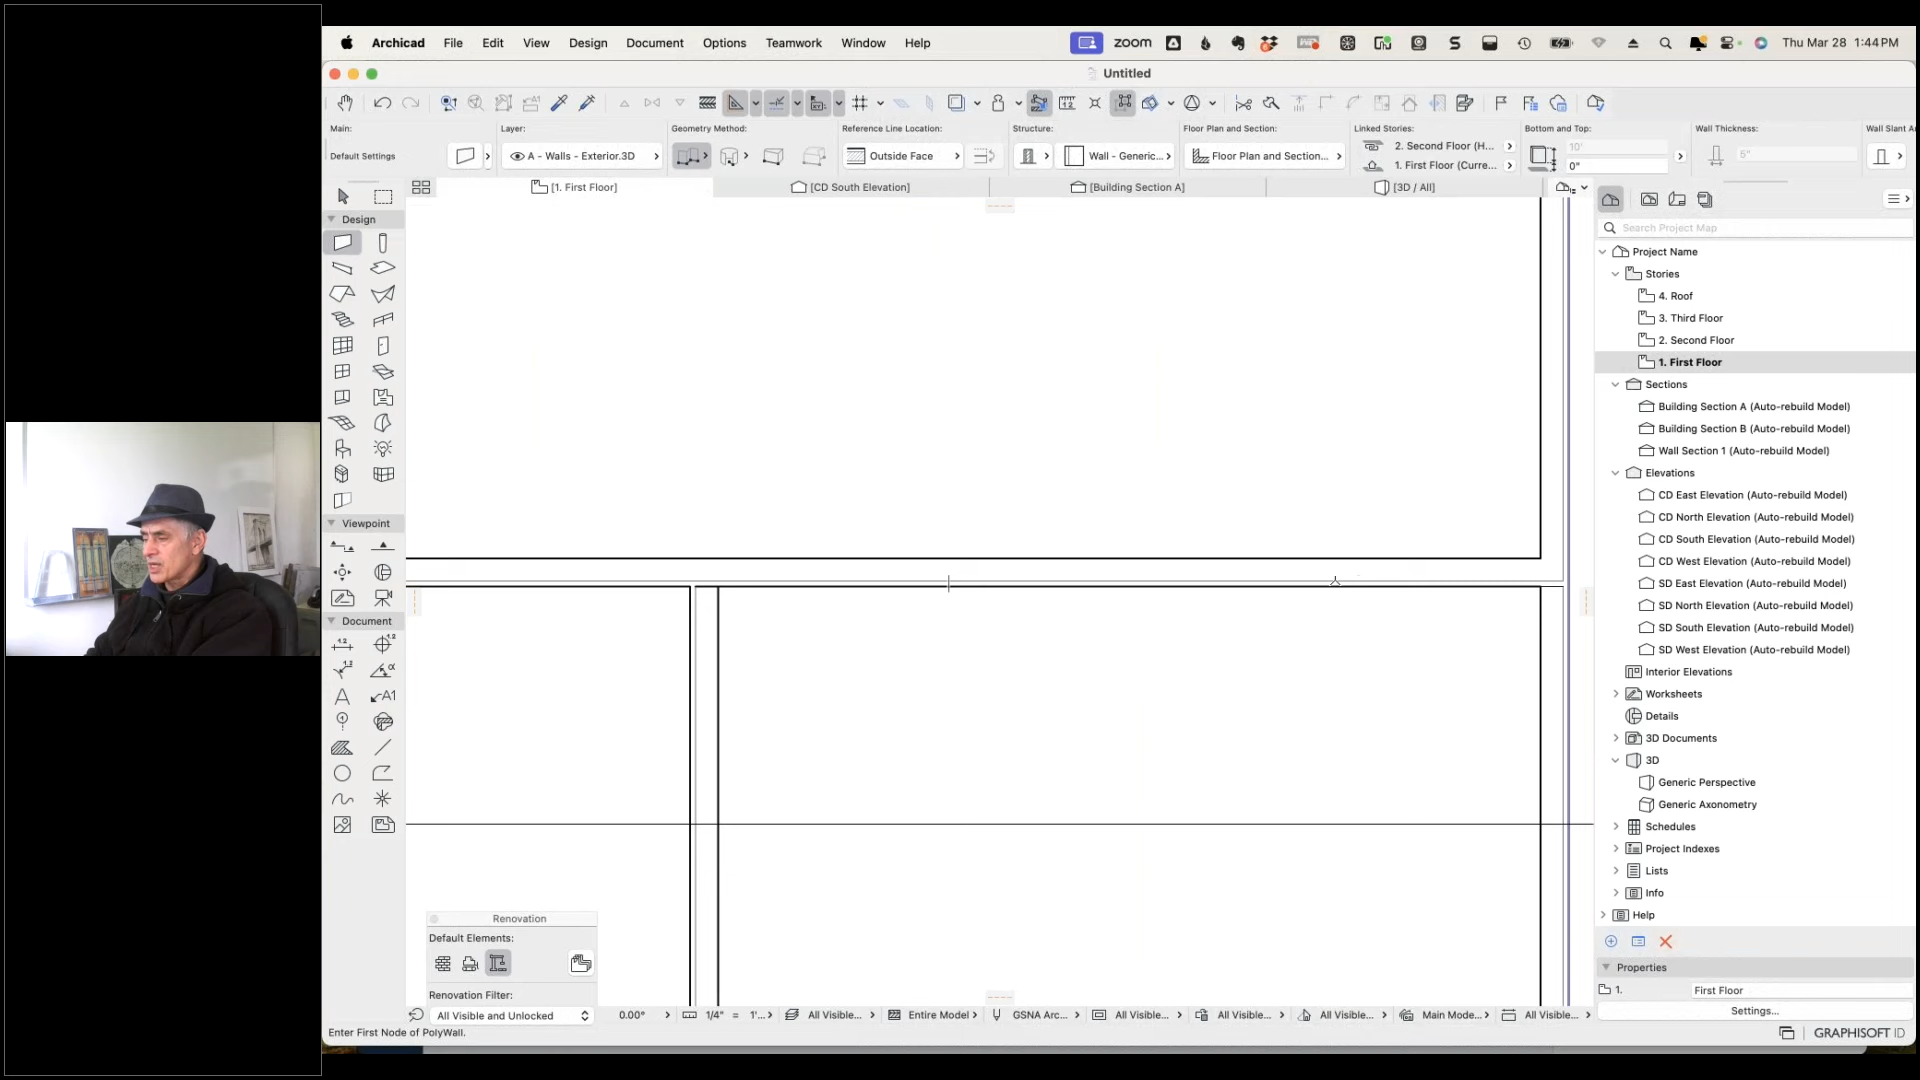 Archicad File Edit View Design Document Options Teamwork Window Help
zoom
Thu Mar 28 1:44 PM
Untitled
Main:
Layer:
Geometry Method:
Reference Line Location:
Structure:
Floor Plan and Section:
Linked Stories:
Bottom and Top:
Wall Thickness:
Wall Slant A
Default Settings
A - Walls - Exterior.3D
Outside Face
Wall - Generic...
Floor Plan and Section...
2. Second Floor (H...
1. First Floor (Curre...
10'
0"
5"
[1. First Floor]
[CD South Elevation]
[Building Section A]
[3D / All]
Design
Viewpoint
Document
Search Project Map
Project Name
Stories
4. Roof
3. Third Floor
2. Second Floor
1. First Floor
Sections
Building Section A (Auto-rebuild Model)
Building Section B (Auto-rebuild Model)
Wall Section 1 (Auto-rebuild Model)
Elevations
CD East Elevation (Auto-rebuild Model)
CD North Elevation (Auto-rebuild Model)
CD South Elevation (Auto-rebuild Model)
CD West Elevation (Auto-rebuild Model)
SD East Elevation (Auto-rebuild Model)
SD North Elevation (Auto-rebuild Model)
SD South Elevation (Auto-rebuild Model)
SD West Elevation (Auto-rebuild Model)
Interior Elevations
Worksheets
Details
3D Documents
3D
Generic Perspective
Generic Axonometry
Schedules
Project Indexes
Lists
Info
Help
Properties
1.
First Floor
Settings...
Renovation
Default Elements:
Renovation Filter:
All Visible and Unlocked
0.00°
1/4" = 1'...
All Visible...
Entire Model
GSNA Arc...
All Visible...
All Visible...
All Visible...
Main Mode...
All Visible...
Enter First Node of PolyWall.
GRAPHISOFT ID